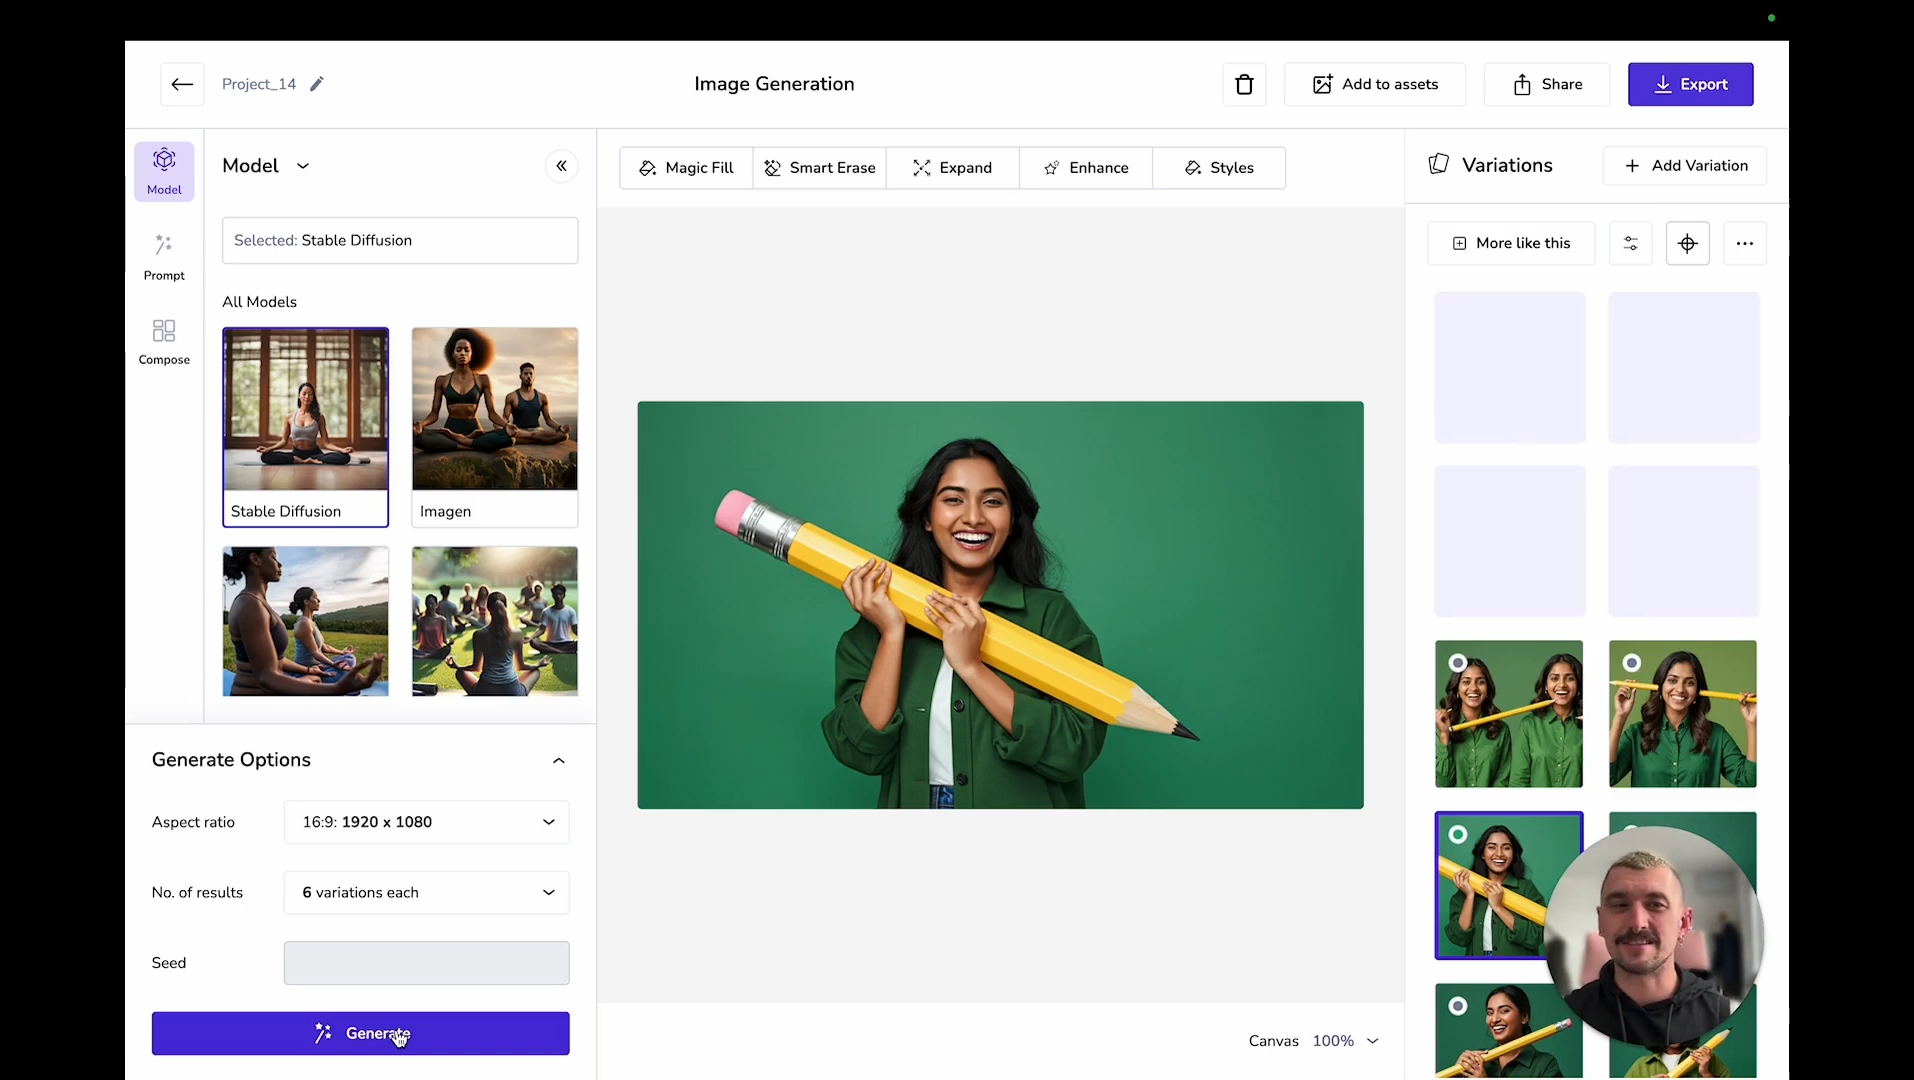 Project_14
Image Generation
Add to assets
Share
Export
Model
Prompt
Compose
Model
Selected: Stable Diffusion
All Models
Stable Diffusion
Imagen
Magic Fill
Smart Erase
Expand
Enhance
Styles
Variations
Add Variation
More like this
Generate Options
Aspect ratio
16:9: 1920 x 1080
No. of results
6 variations each
Seed
Generate
Canvas 100%